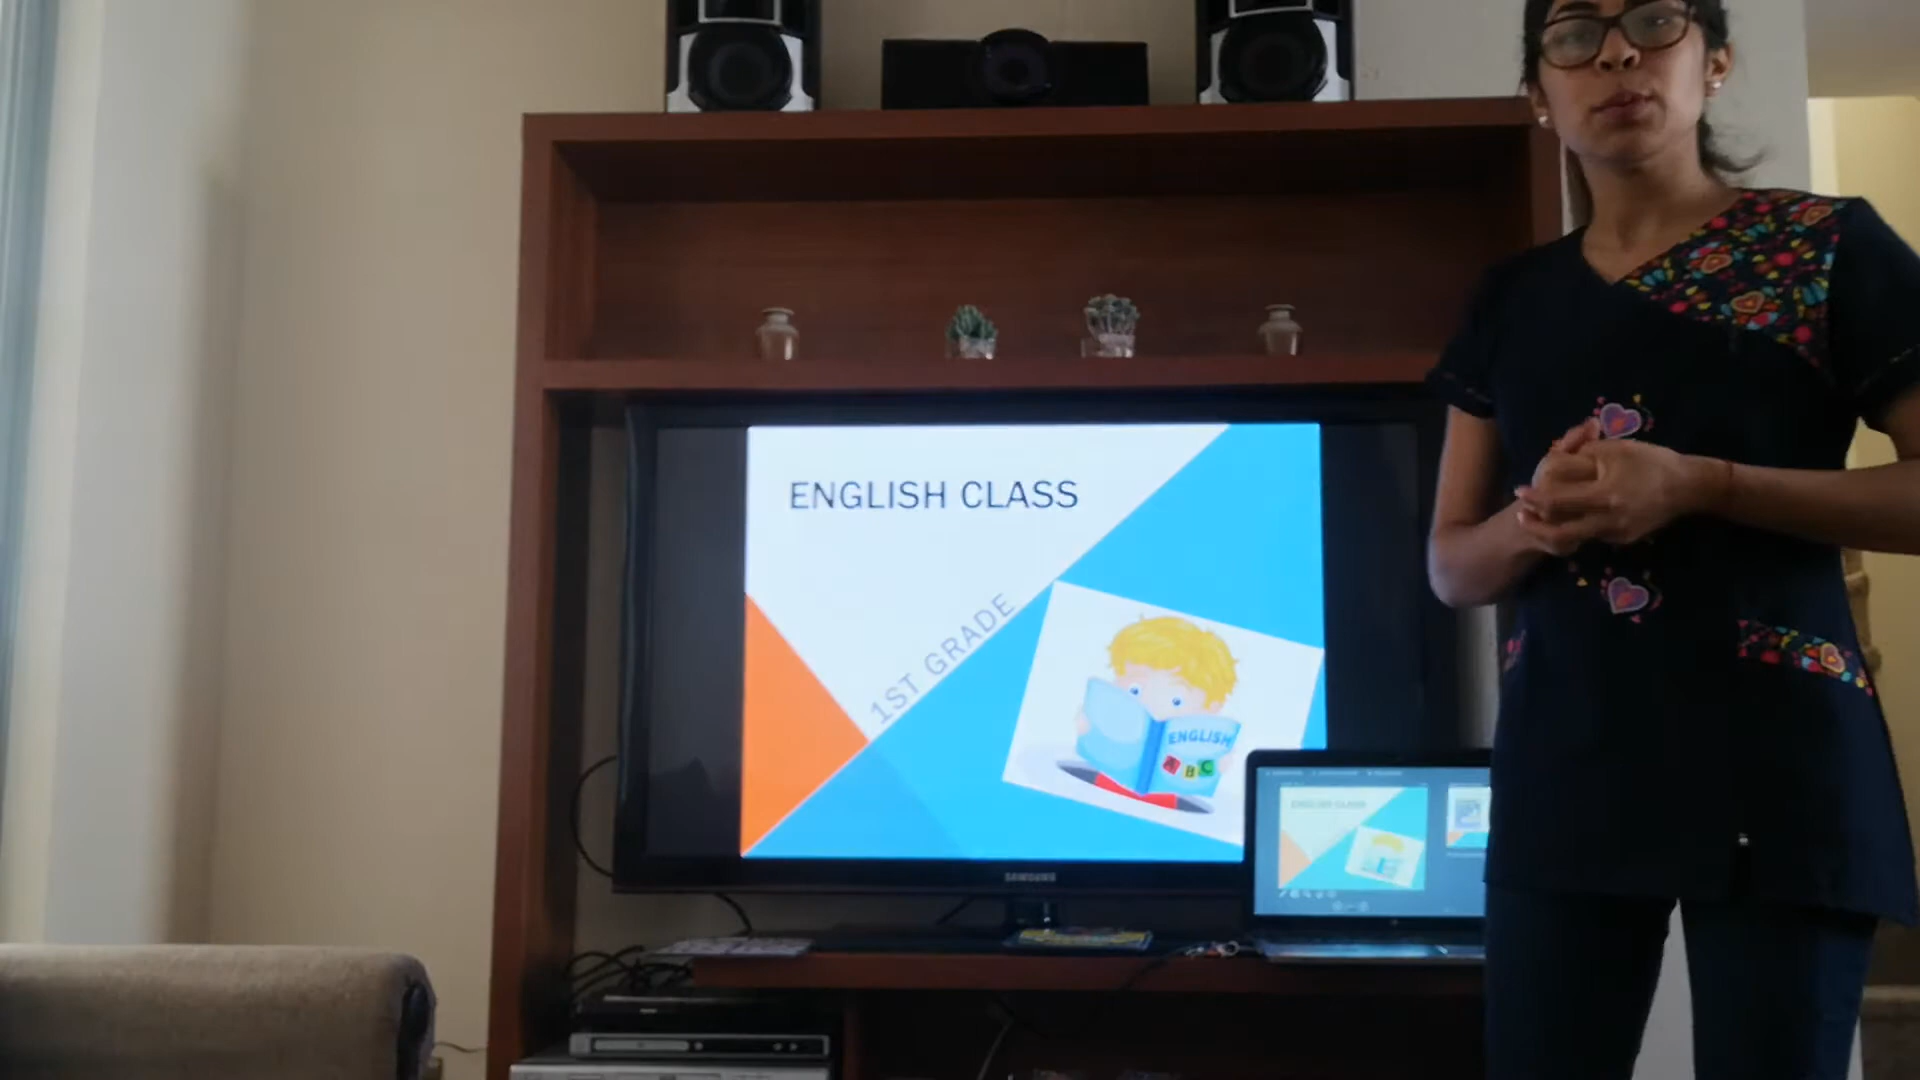 ENGLISH CLASS
1ST GRADE
ENGLISH
A B C
SAMSUNG
ENGLISH CLASS